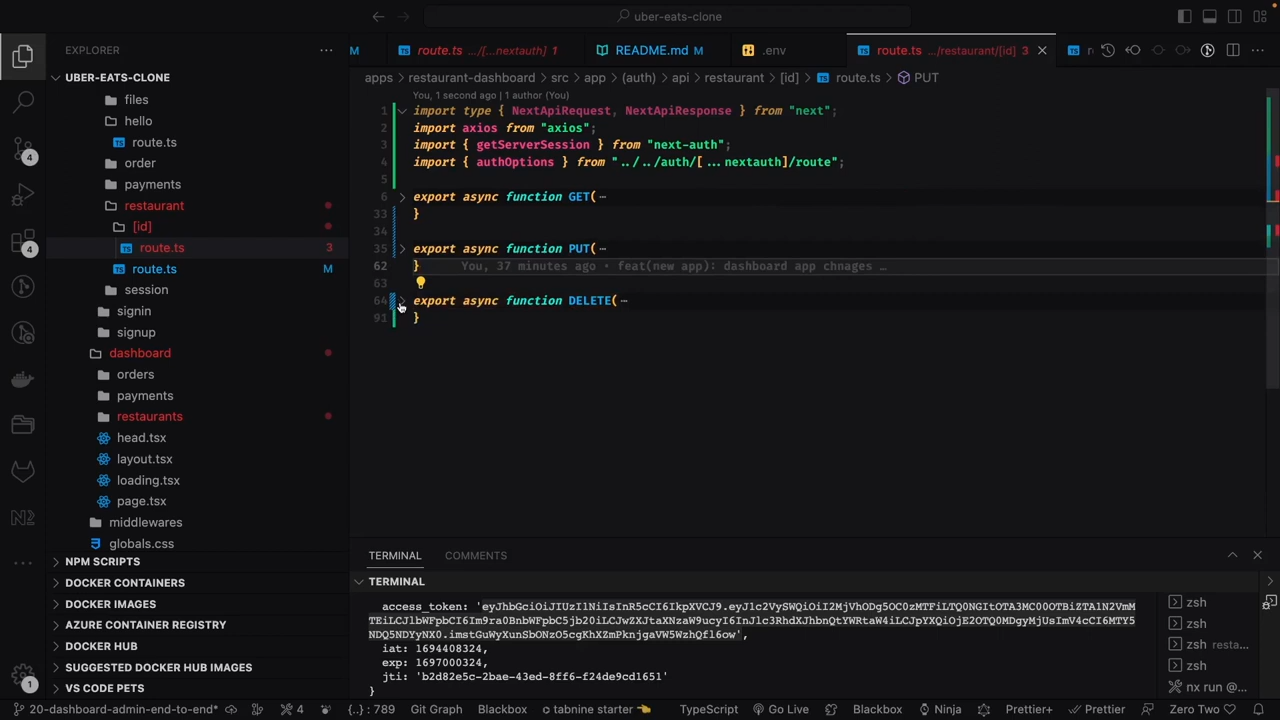 uber-eats-clone
EXPLORER
M
route.ts .../[...nextauth] 1
README.md M
.env
route.ts .../restaurant/[id] 3
UBER-EATS-CLONE
apps > restaurant-dashboard > src > app > (auth) > api > restaurant > [id] > route.ts > PUT
You, 1 second ago | 1 author (You)
files
hello
route.ts
order
payments
restaurant
[id]
route.ts 3
route.ts M
session
signin
signup
dashboard
orders
payments
restaurants
head.tsx
layout.tsx
loading.tsx
page.tsx
middlewares
globals.css
NPM SCRIPTS
DOCKER CONTAINERS
DOCKER IMAGES
AZURE CONTAINER REGISTRY
DOCKER HUB
SUGGESTED DOCKER HUB IMAGES
VS CODE PETS
4
4
1
1 import type { NextApiRequest, NextApiResponse } from "next";
2 import axios from "axios";
3 import { getServerSession } from "next-auth";
4 import { authOptions } from "../../auth/[...nextauth]/route";
5
6 export async function GET( ...
33 }
34
35 export async function PUT( ...
62 } You, 37 minutes ago • feat(new app): dashboard app chnages ...
63
64 export async function DELETE( ...
91 }
TERMINAL
COMMENTS
TERMINAL
iat: 1694408324,
exp: 1697000324,
jti: 'b2d82e5c-2bae-43ed-8ff6-f24de9cd1651'
}
zsh
zsh
zsh resta...
zsh
nx run @...
20-dashboard-admin-end-to-end* 4 {..} : 789 Git Graph Blackbox tabnine starter TypeScript Go Live Blackbox Ninja Prettier+ Prettier Zero Two